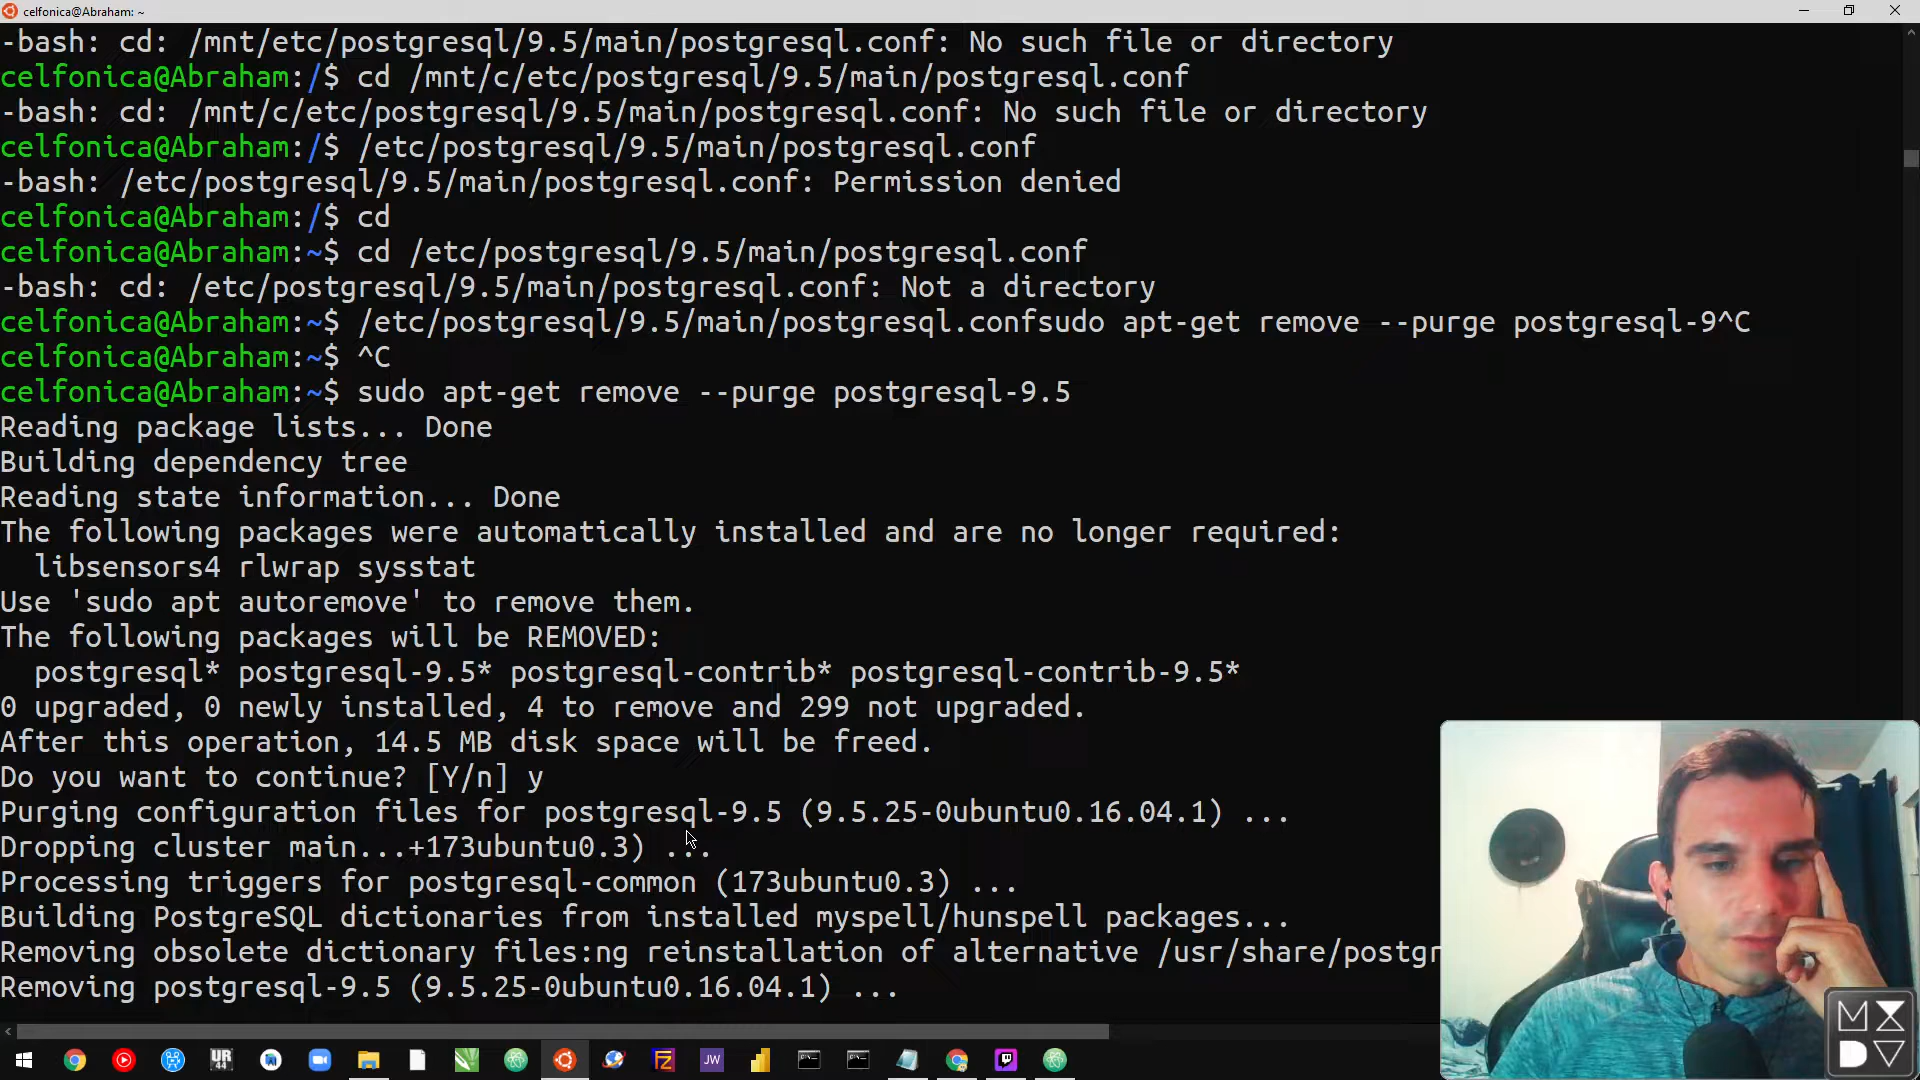 celfonica@Abraham: ~
-bash: cd: /mnt/etc/postgresql/9.5/main/postgresql.conf: No such file or directory
celfonica@Abraham:/$ cd /mnt/c/etc/postgresql/9.5/main/postgresql.conf
-bash: cd: /mnt/c/etc/postgresql/9.5/main/postgresql.conf: No such file or directory
celfonica@Abraham:/$ /etc/postgresql/9.5/main/postgresql.conf
-bash: /etc/postgresql/9.5/main/postgresql.conf: Permission denied
celfonica@Abraham:/$ cd
celfonica@Abraham:~$ cd /etc/postgresql/9.5/main/postgresql.conf
-bash: cd: /etc/postgresql/9.5/main/postgresql.conf: Not a directory
celfonica@Abraham:~$ /etc/postgresql/9.5/main/postgresql.confsudo apt-get remove --purge postgresql-9^C
celfonica@Abraham:~$ ^C
celfonica@Abraham:~$ sudo apt-get remove --purge postgresql-9.5
Reading package lists... Done
Building dependency tree
Reading state information... Done
The following packages were automatically installed and are no longer required:
libsensors4 rlwrap sysstat
Use 'sudo apt autoremove' to remove them.
The following packages will be REMOVED:
postgresql* postgresql-9.5* postgresql-contrib* postgresql-contrib-9.5*
0 upgraded, 0 newly installed, 4 to remove and 299 not upgraded.
After this operation, 14.5 MB disk space will be freed.
Do you want to continue? [Y/n] y
Purging configuration files for postgresql-9.5 (9.5.25-0ubuntu0.16.04.1) ...
Dropping cluster main...+173ubuntu0.3) ...
Processing triggers for postgresql-common (173ubuntu0.3) ...
Building PostgreSQL dictionaries from installed myspell/hunspell packages...
Removing obsolete dictionary files:ng reinstallation of alternative /usr/share/postgr
Removing postgresql-9.5 (9.5.25-0ubuntu0.16.04.1) ...
UR
44
FZ
JW